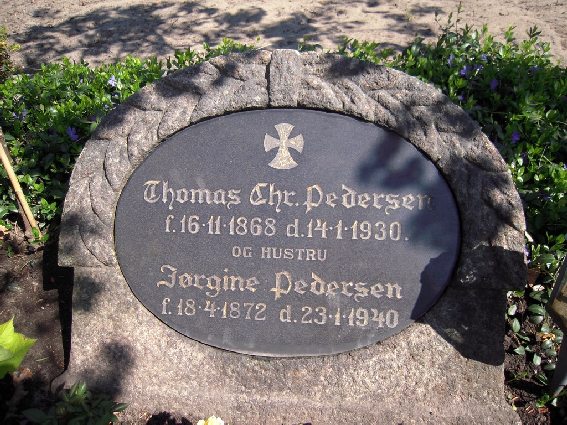 Thomas Chr. Pedersen
f. 16·11·1868 d. 14·1·1930.
OG HUSTRU
Jørgine Pedersen
f. 18·4·1872 d. 23·1·1940